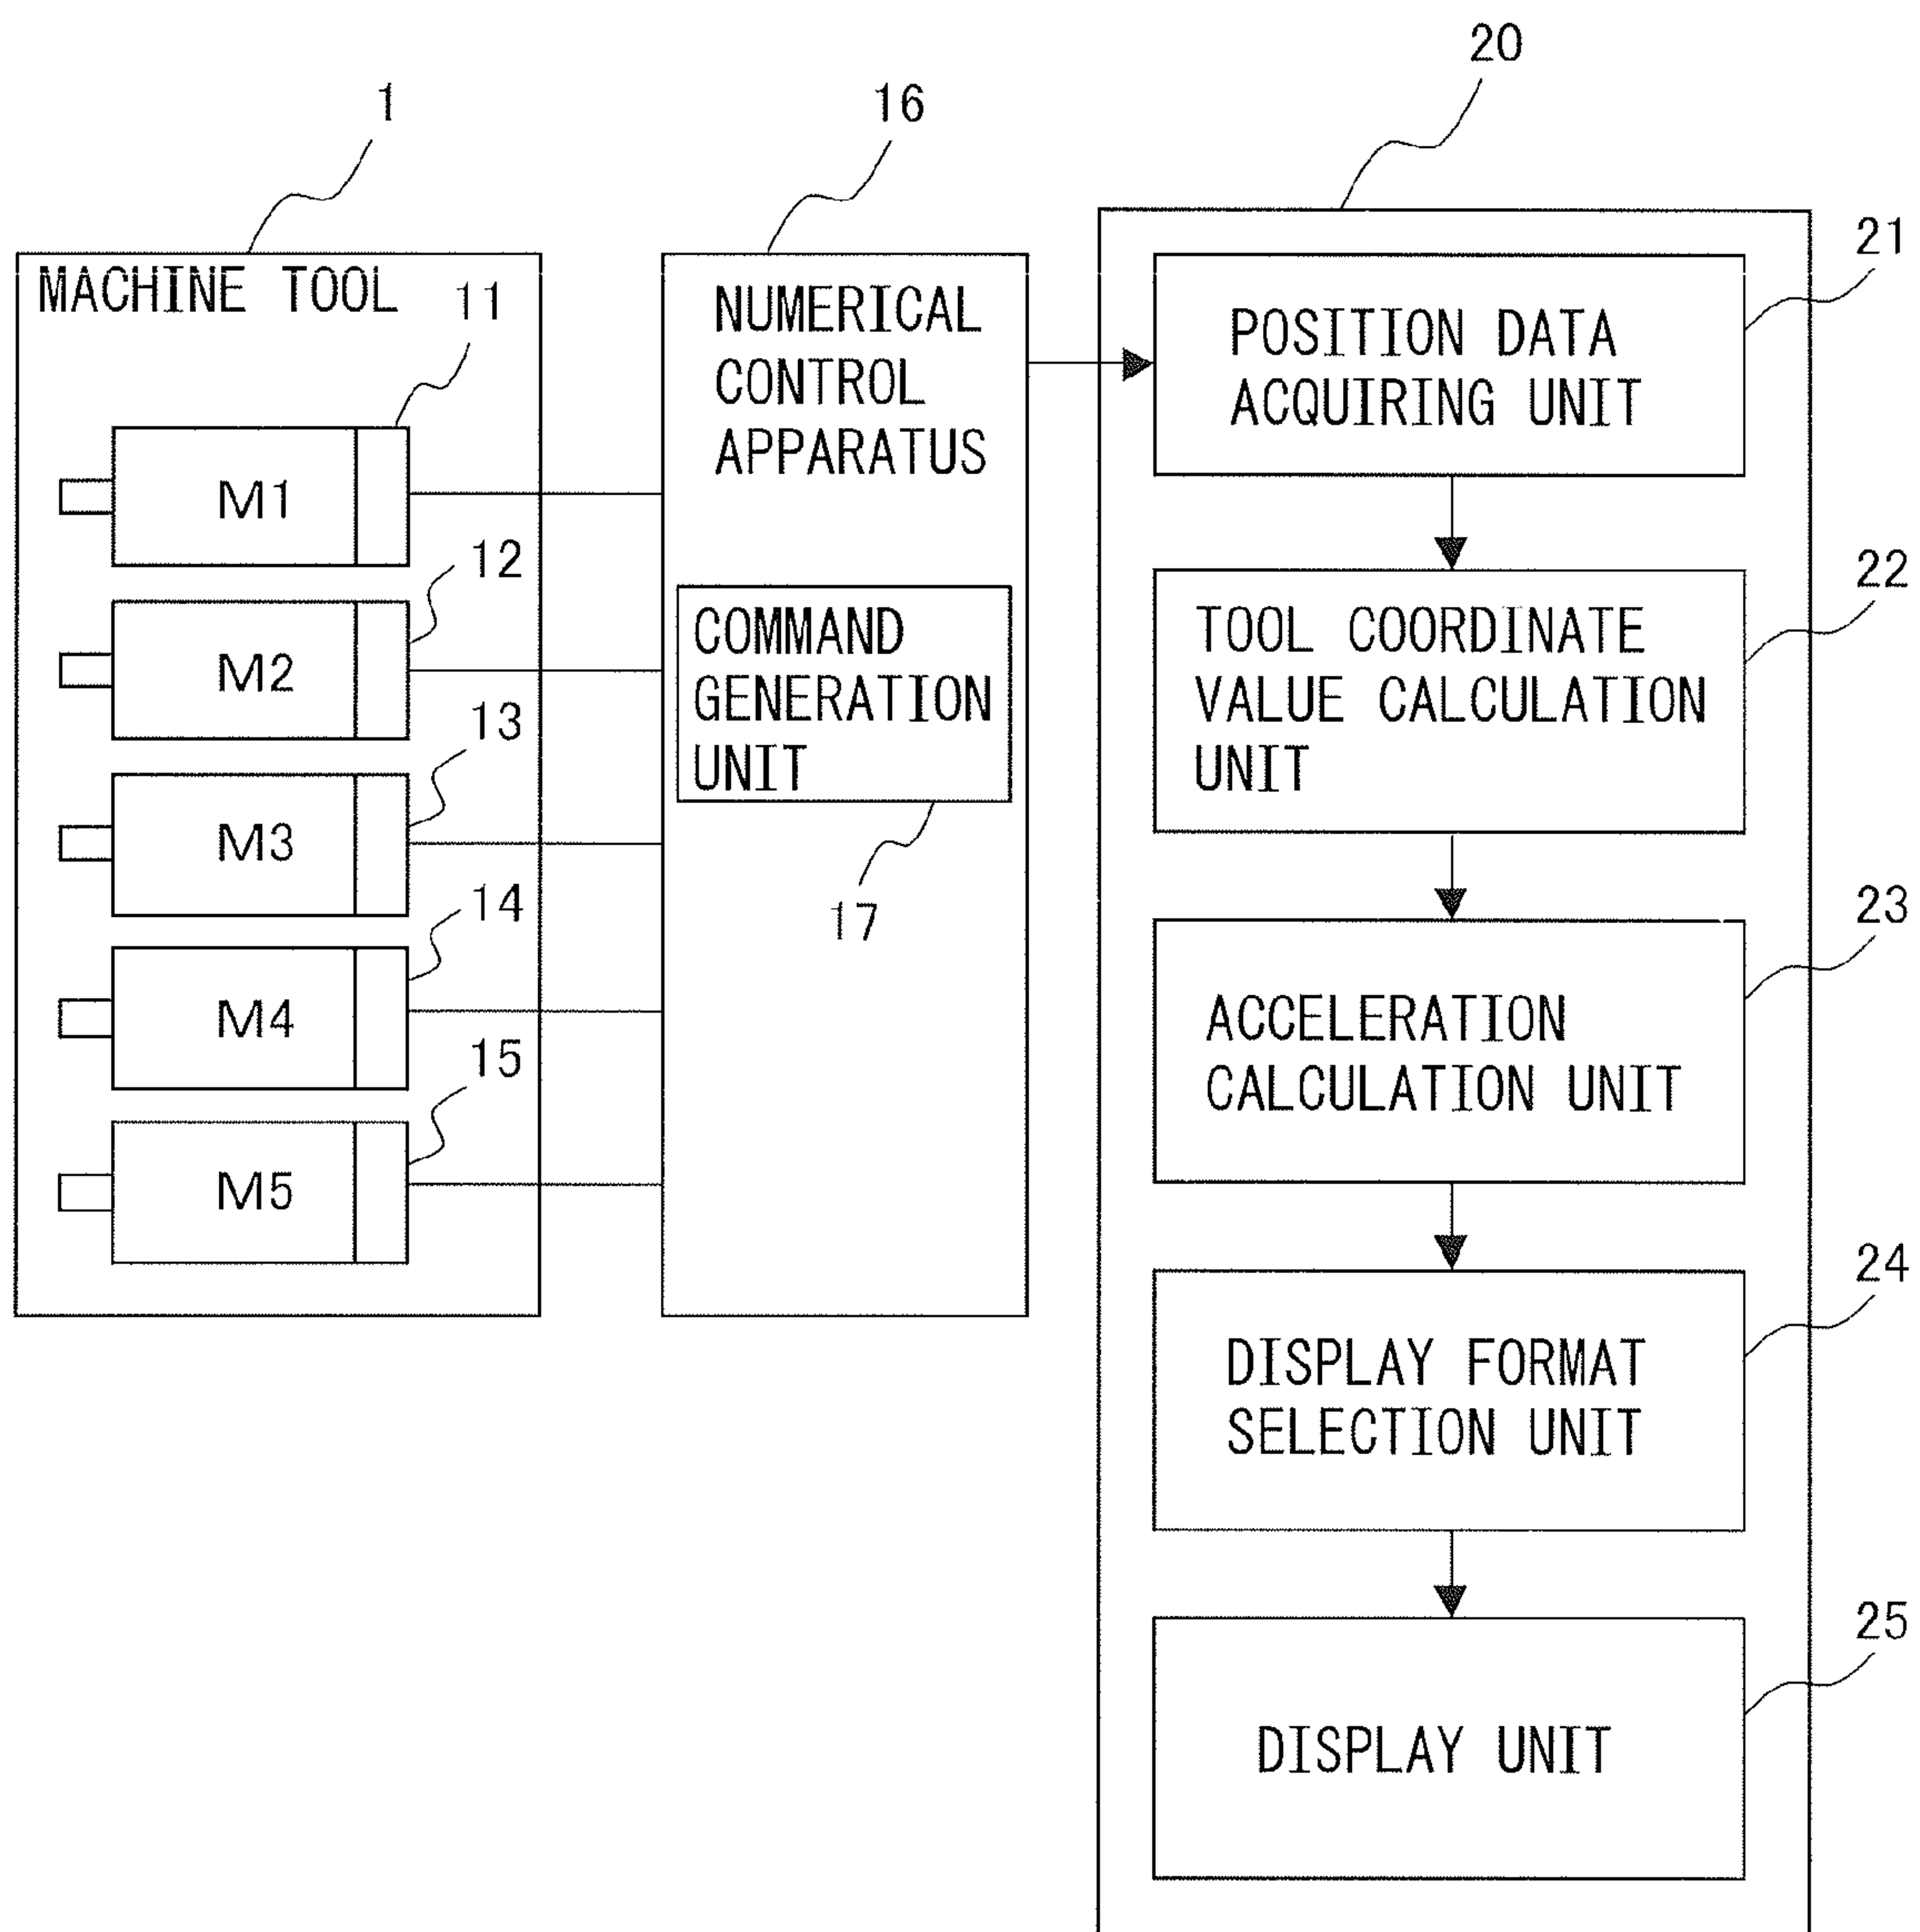 20
1
16
21
MACHINE TOOL
11
NUMERICAL
CONTROL
APPARATUS
POSITION DATA
ACQUIRING UNIT
M1
12
22
M2
COMMAND
GENERATION
UNIT
TOOL COORDINATE
VALUE CALCULATION
UNIT
13
M3
17
14
23
M4
ACCELERATION
CALCULATION UNIT
15
M5
24
DISPLAY FORMAT
SELECTION UNIT
25
DISPLAY UNIT